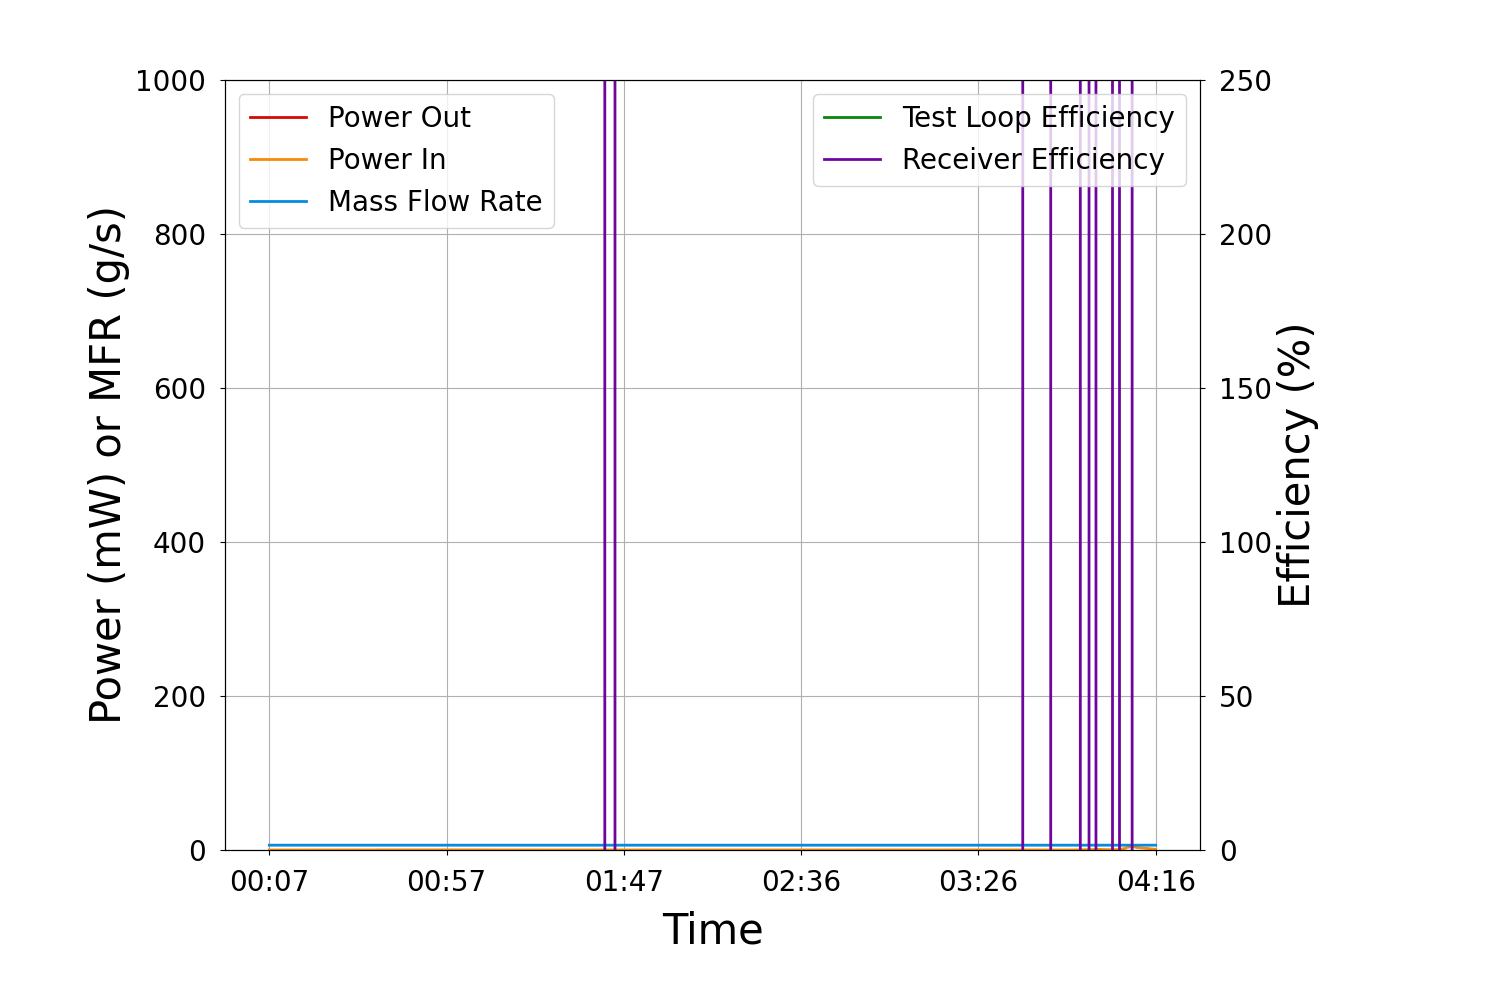 1000
800
600
400
200
0
Power (mW) or MFR (g/s)
Power Out
Power In
Mass Flow Rate
Test Loop Efficiency
Receiver Efficiency
250
200
150
100
50
0
Efficiency (%)
00:07 00:57 01:47 02:36 03:26 04:16
Time